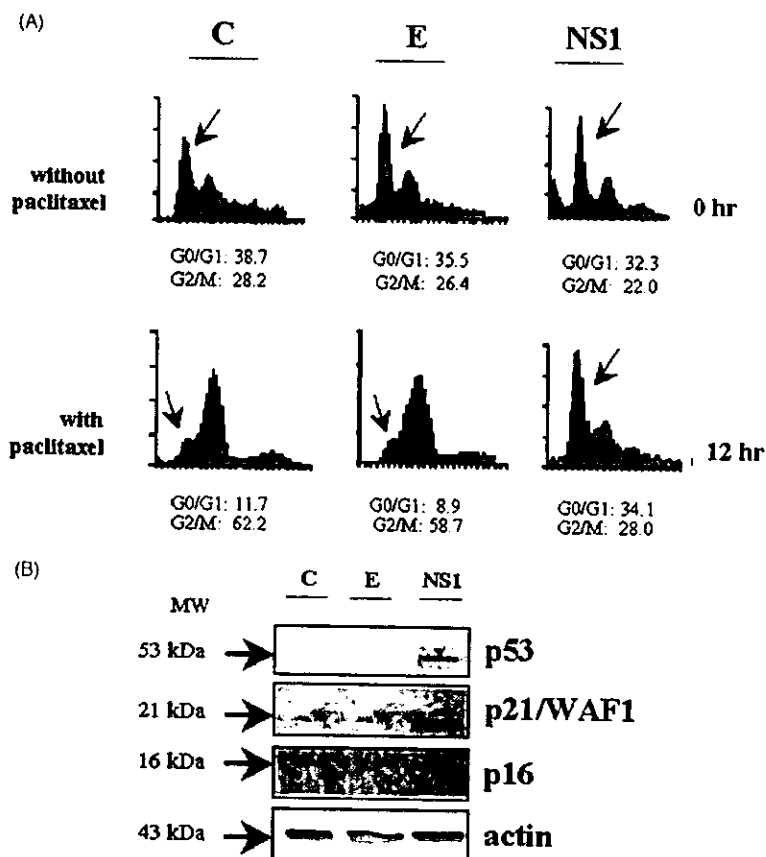 (A)
C E NS1
without paclitaxel
0 hr
G0/G1: 38.7
G2/M: 28.2
G0/G1: 35.5
G2/M: 26.4
G0/G1: 32.3
G2/M: 22.0
with paclitaxel
12 hr
G0/G1: 11.7
G2/M: 62.2
G0/G1: 8.9
G2/M: 58.7
G0/G1: 34.1
G2/M: 28.0
(B)
C E NS1
MW
53 kDa p53
21 kDa p21/WAF1
16 kDa p16
43 kDa actin